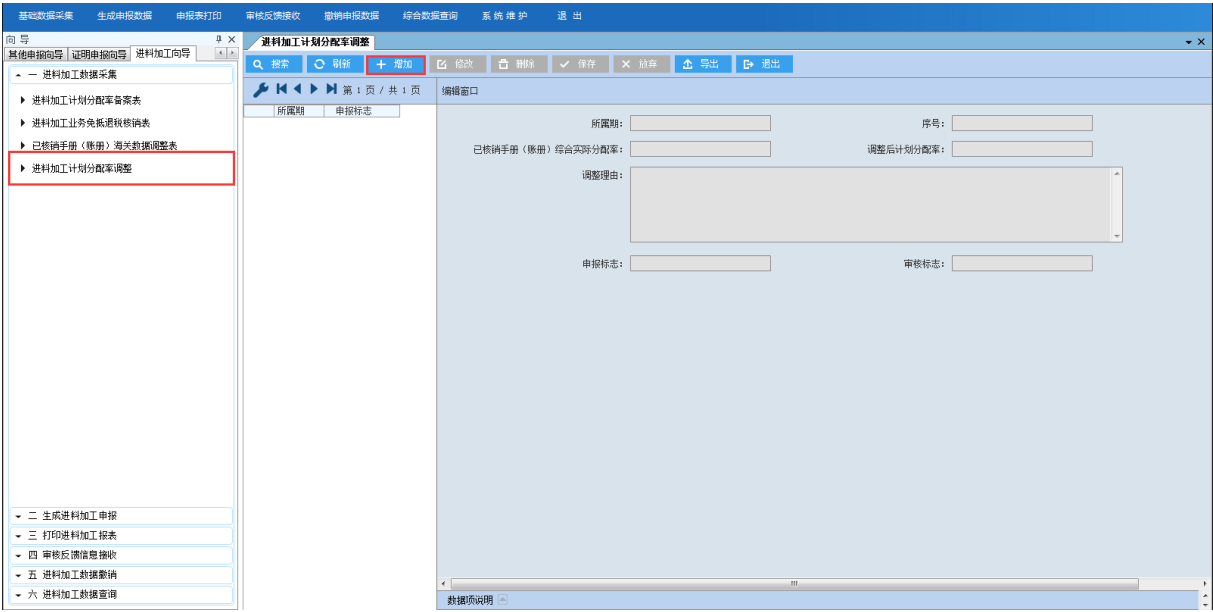 基础数据采集 生成申报数据 申报表打印 审核反馈接收 撤销申报数据 综合数据查询 系统维护 退出
向导
其他申报向导 证明申报向导 进料加工向导
进料加工计划分配率调整
搜索 刷新 增加 修改 删除 保存 放弃 导出 退出
一 进料加工数据采集
进料加工计划分配率备案表
进料加工业务免抵退税核销表
已核销手册（账册）海关数据调整表
进料加工计划分配率调整
第 1 页 / 共 1 页
编辑窗口
所属期 申报标志
所属期：
序号：
已核销手册（账册）综合实际分配率：
调整后计划分配率：
调整理由：
申报标志：
审核标志：
二 生成进料加工申报
三 打印进料加工报表
四 审核反馈信息接收
五 进料加工数据撤销
六 进料加工数据查询
数据项说明